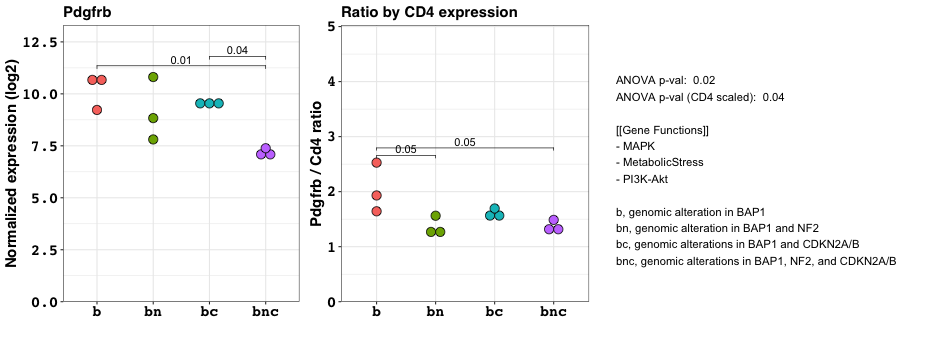 Pdgfrb
Normalized expression (log2)
12.5
10.0
7.5
5.0
2.5
0.0
0.01
0.04
b
bn
bc
bnc
Ratio by CD4 expression
Pdgfrb / Cd4 ratio
5
4
3
2
1
0
0.05
0.05
b
bn
bc
bnc
ANOVA p-val: 0.02
ANOVA p-val (CD4 scaled): 0.04
[[Gene Functions]]
- MAPK
- MetabolicStress
- PI3K-Akt
b, genomic alteration in BAP1
bn, genomic alteration in BAP1 and NF2
bc, genomic alterations in BAP1 and CDKN2A/B
bnc, genomic alterations in BAP1, NF2, and CDKN2A/B